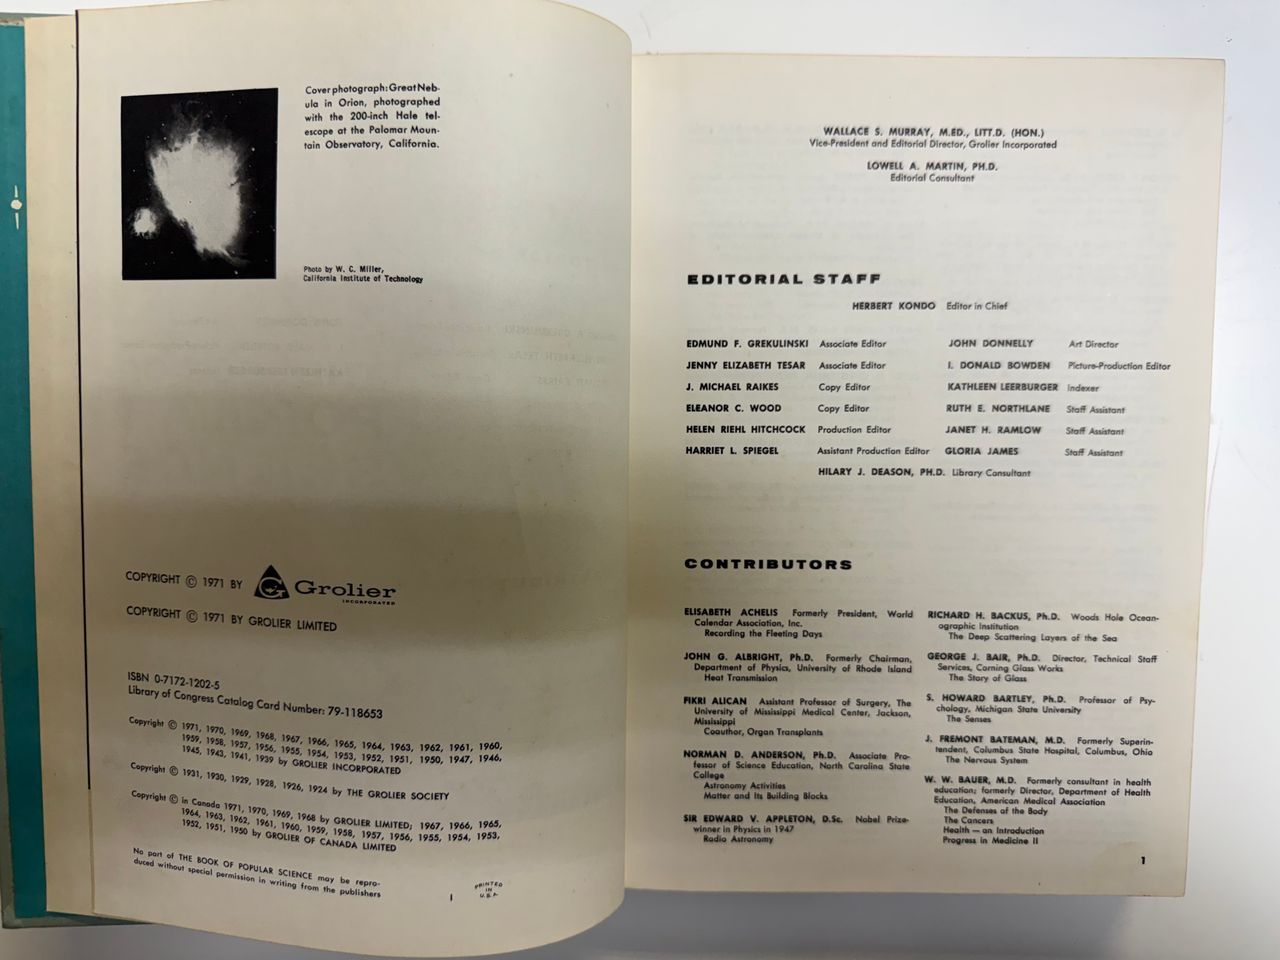 Cover photograph: Great Neb-
ula in Orion, photographed
with the 200-inch Hale tel-
escope at the Palomar Moun-
tain Observatory, California.
Photo by W. C. Miller,
California Institute of Technology
COPYRIGHT © 1971 BY G Grolier
INCORPORATED
COPYRIGHT © 1971 BY GROLIER LIMITED
ISBN 0-7172-1202-5
Library of Congress Catalog Card Number: 79-118653
Copyright © 1971, 1970, 1969, 1968, 1967, 1966, 1965, 1964, 1963, 1962, 1961, 1960,
1959, 1958, 1957, 1956, 1955, 1954, 1953, 1952, 1951, 1950, 1947, 1946,
1945, 1943, 1941, 1939 by GROLIER INCORPORATED
Copyright © 1931, 1930, 1929, 1928, 1926, 1924 by THE GROLIER SOCIETY
Copyright © in Canada 1971, 1970, 1969, 1968 by GROLIER LIMITED; 1967, 1966, 1965,
1964, 1963, 1962, 1961, 1960, 1959, 1958, 1957, 1956, 1955, 1954, 1953,
1952, 1951, 1950 by GROLIER OF CANADA LIMITED
No part of THE BOOK OF POPULAR SCIENCE may be repro-
duced without special permission in writing from the publishers
I
PRINTED
IN
U.S.A.
WALLACE S. MURRAY, M.ED., LITT.D. (HON.)
Vice-President and Editorial Director, Grolier Incorporated
LOWELL A. MARTIN, PH.D.
Editorial Consultant
EDITORIAL STAFF
HERBERT KONDO Editor in Chief
EDMUND F. GREKULINSKI Associate Editor JOHN DONNELLY Art Director
JENNY ELIZABETH TESAR Associate Editor I. DONALD BOWDEN Picture-Production Editor
J. MICHAEL RAIKES Copy Editor KATHLEEN LEERBURGER Indexer
ELEANOR C. WOOD Copy Editor RUTH E. NORTHLANE Staff Assistant
HELEN RIEHL HITCHCOCK Production Editor JANET H. RAMLOW Staff Assistant
HARRIET L. SPIEGEL Assistant Production Editor GLORIA JAMES Staff Assistant
HILARY J. DEASON, PH.D. Library Consultant
CONTRIBUTORS
ELISABETH ACHELIS Formerly President, World
Calendar Association, Inc.
Recording the Fleeting Days
JOHN G. ALBRIGHT, Ph.D. Formerly Chairman,
Department of Physics, University of Rhode Island
Heat Transmission
FIKRI ALICAN Assistant Professor of Surgery, The
University of Mississippi Medical Center, Jackson,
Mississippi
Coauthor, Organ Transplants
NORMAN D. ANDERSON, Ph.D. Associate Pro-
fessor of Science Education, North Carolina State
College
Astronomy Activities
Matter and Its Building Blocks
SIR EDWARD V. APPLETON, D.Sc. Nobel Prize-
winner in Physics in 1947
Radio Astronomy
RICHARD H. BACKUS, Ph.D. Woods Hole Ocean-
ographic Institution
The Deep Scattering Layers of the Sea
GEORGE J. BAIR, Ph.D. Director, Technical Staff
Services, Corning Glass Works
The Story of Glass
S. HOWARD BARTLEY, Ph.D. Professor of Psy-
chology, Michigan State University
The Senses
J. FREMONT BATEMAN, M.D. Formerly Superin-
tendent, Columbus State Hospital, Columbus, Ohio
The Nervous System
W. W. BAUER, M.D. Formerly consultant in health
education; formerly Director, Department of Health
Education, American Medical Association
The Defenses of the Body
The Cancers
Health — an Introduction
Progress in Medicine II
1